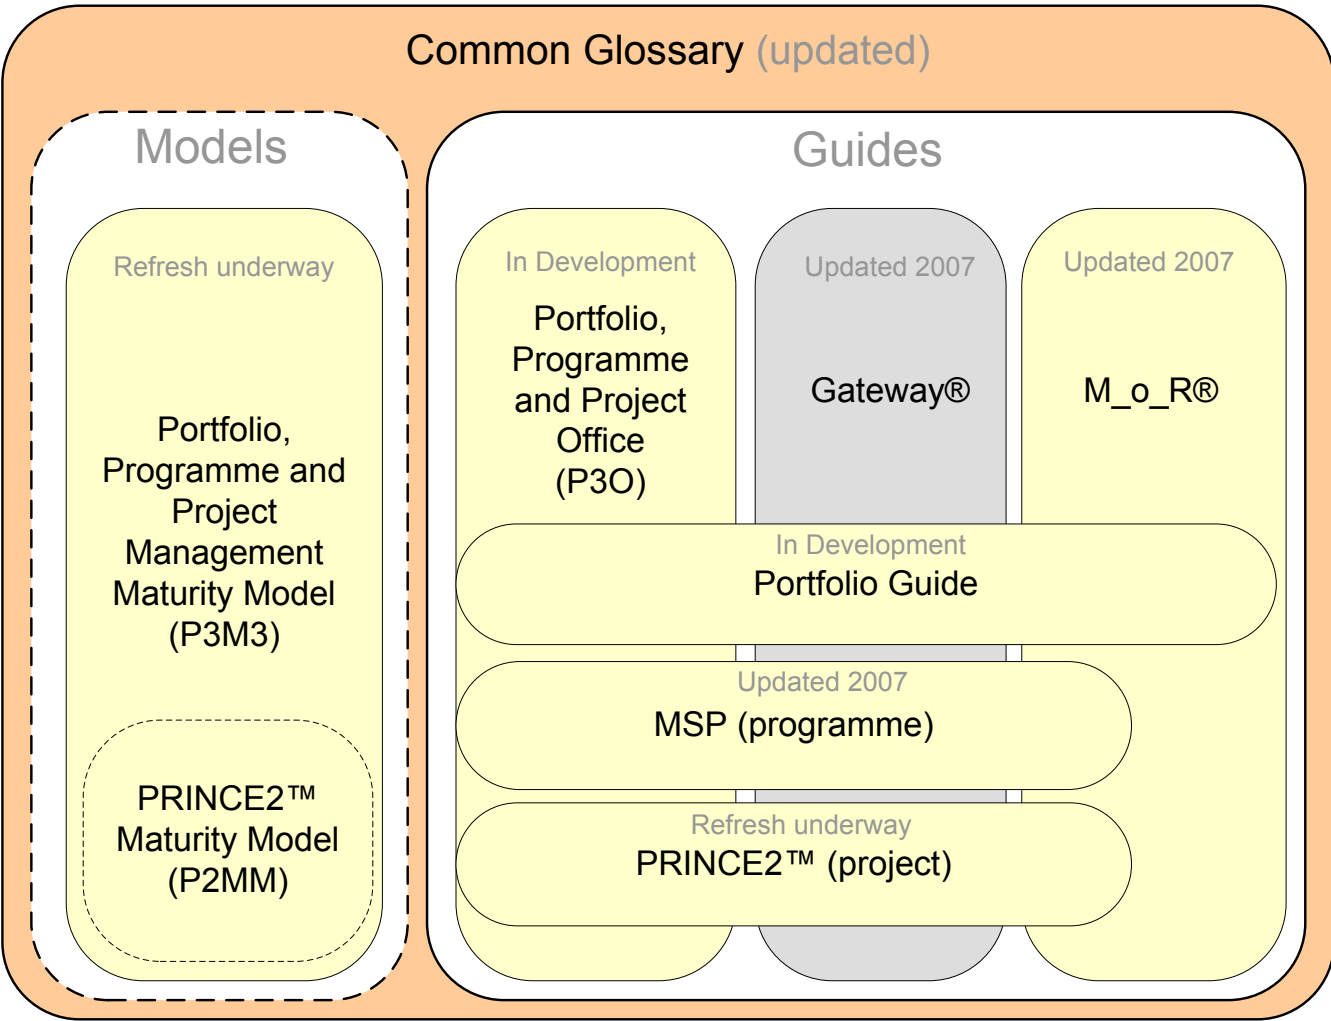 Common Glossary (updated)
Models
Refresh underway
Portfolio,
Programme and
Project
Management
Maturity Model
(P3M3)
PRINCE2™
Maturity Model
(P2MM)
Guides
In Development
Portfolio,
Programme
and Project
Office
(P3O)
Updated 2007
Gateway®
Updated 2007
M_o_R®
In Development
Portfolio Guide
Updated 2007
MSP (programme)
Refresh underway
PRINCE2™ (project)